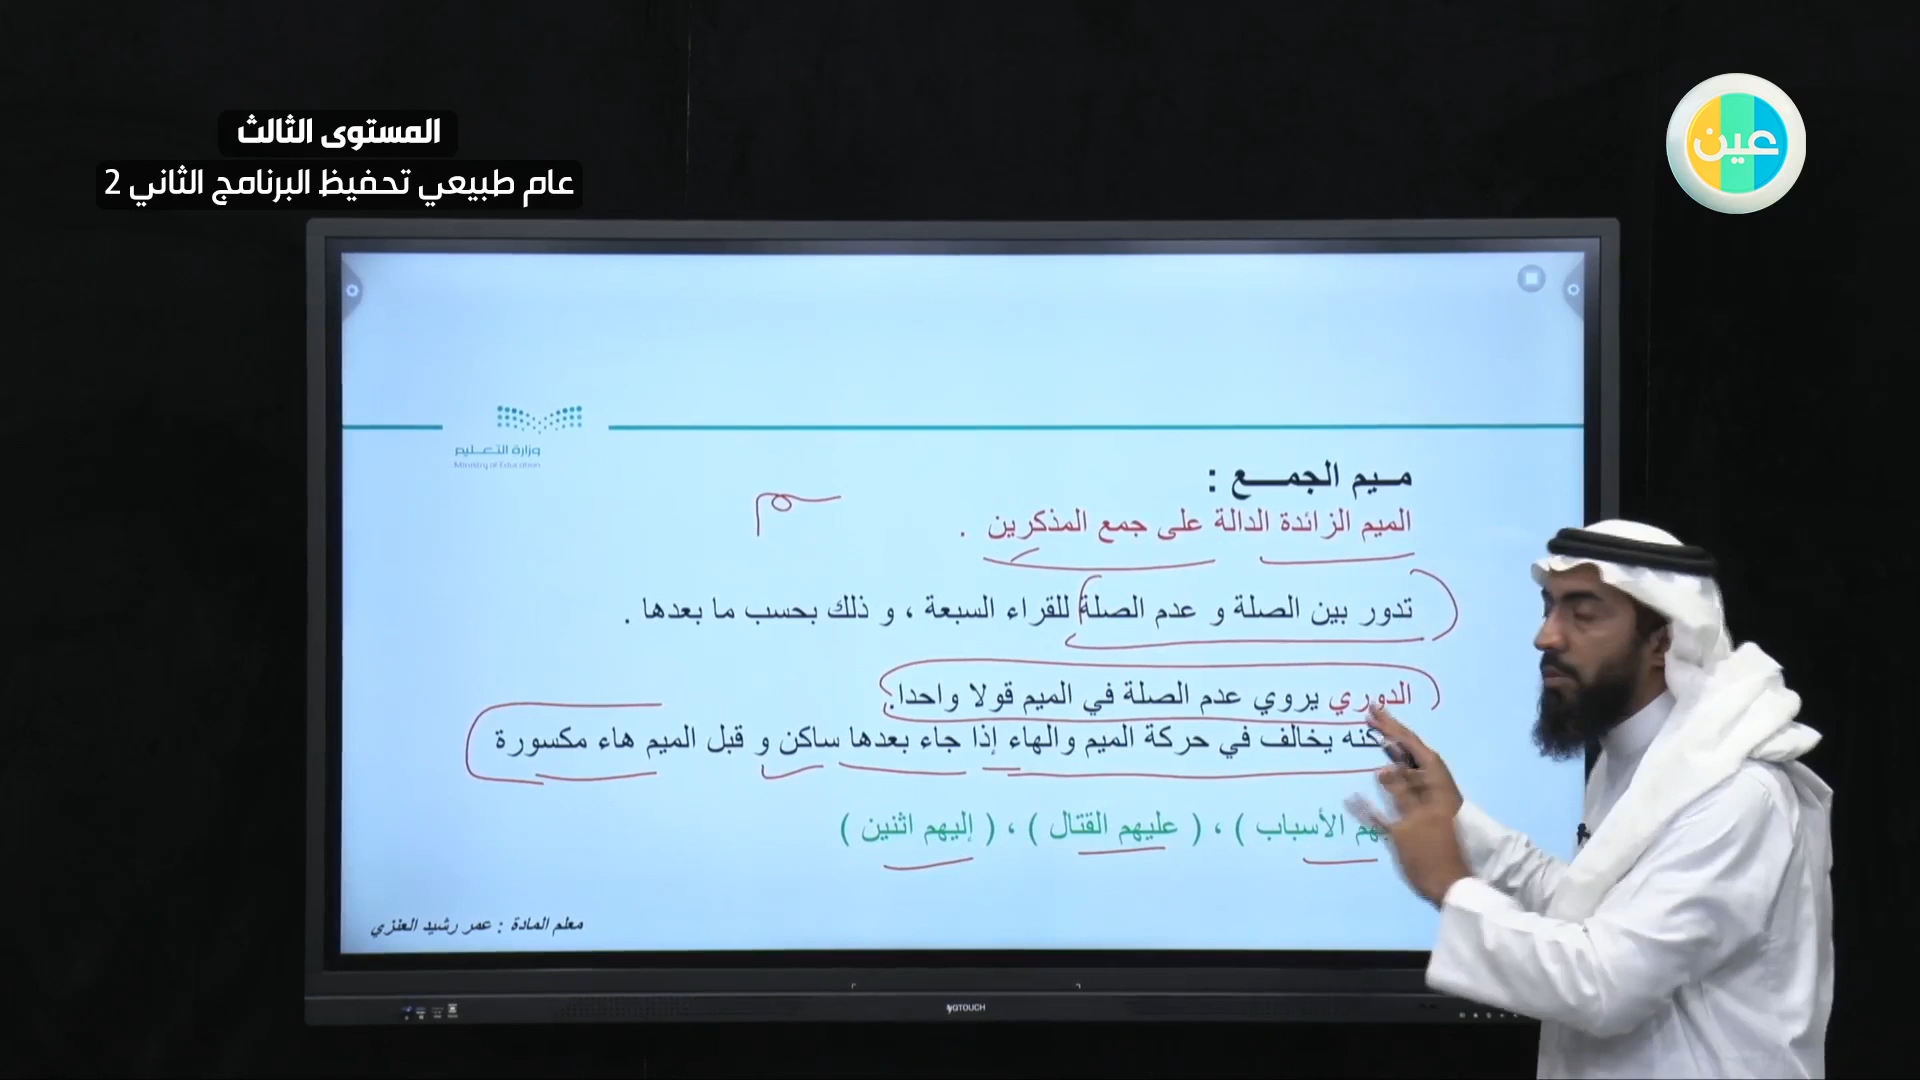 المستوى الثالث
عام طبيعي تحفيظ البرنامج الثاني 2
عين
وزارة التعليم
Ministry of Education
ميم الجمع :
الميم الزائدة الدالة على جمع المذكرين .
م
تدور بين الصلة و عدم الصلة للقراء السبعة ، و ذلك بحسب ما بعدها .
الدوري يروي عدم الصلة في الميم قولا واحدا.
يخالف في حركة الميم والهاء إذا جاء بعدها ساكن و قبل الميم هاء مكسورة
الأسباب ) ، ( عليهم القتال ) ، ( إليهم اثنين )
معلم المادة : عمر رشيد العنزي
QTOUCH